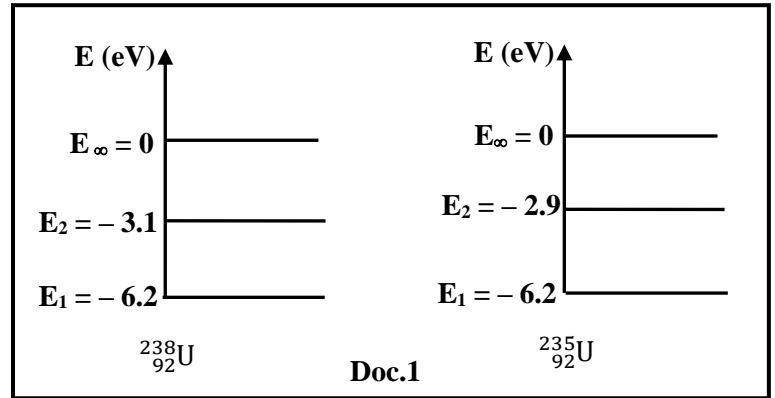 E (eV)
E∞ = 0
E₂ = – 3.1
E₁ = – 6.2
²³⁸₉₂U
E (eV)
E∞ = 0
E₂ = – 2.9
E₁ = – 6.2
²³⁵₉₂U
Doc.1